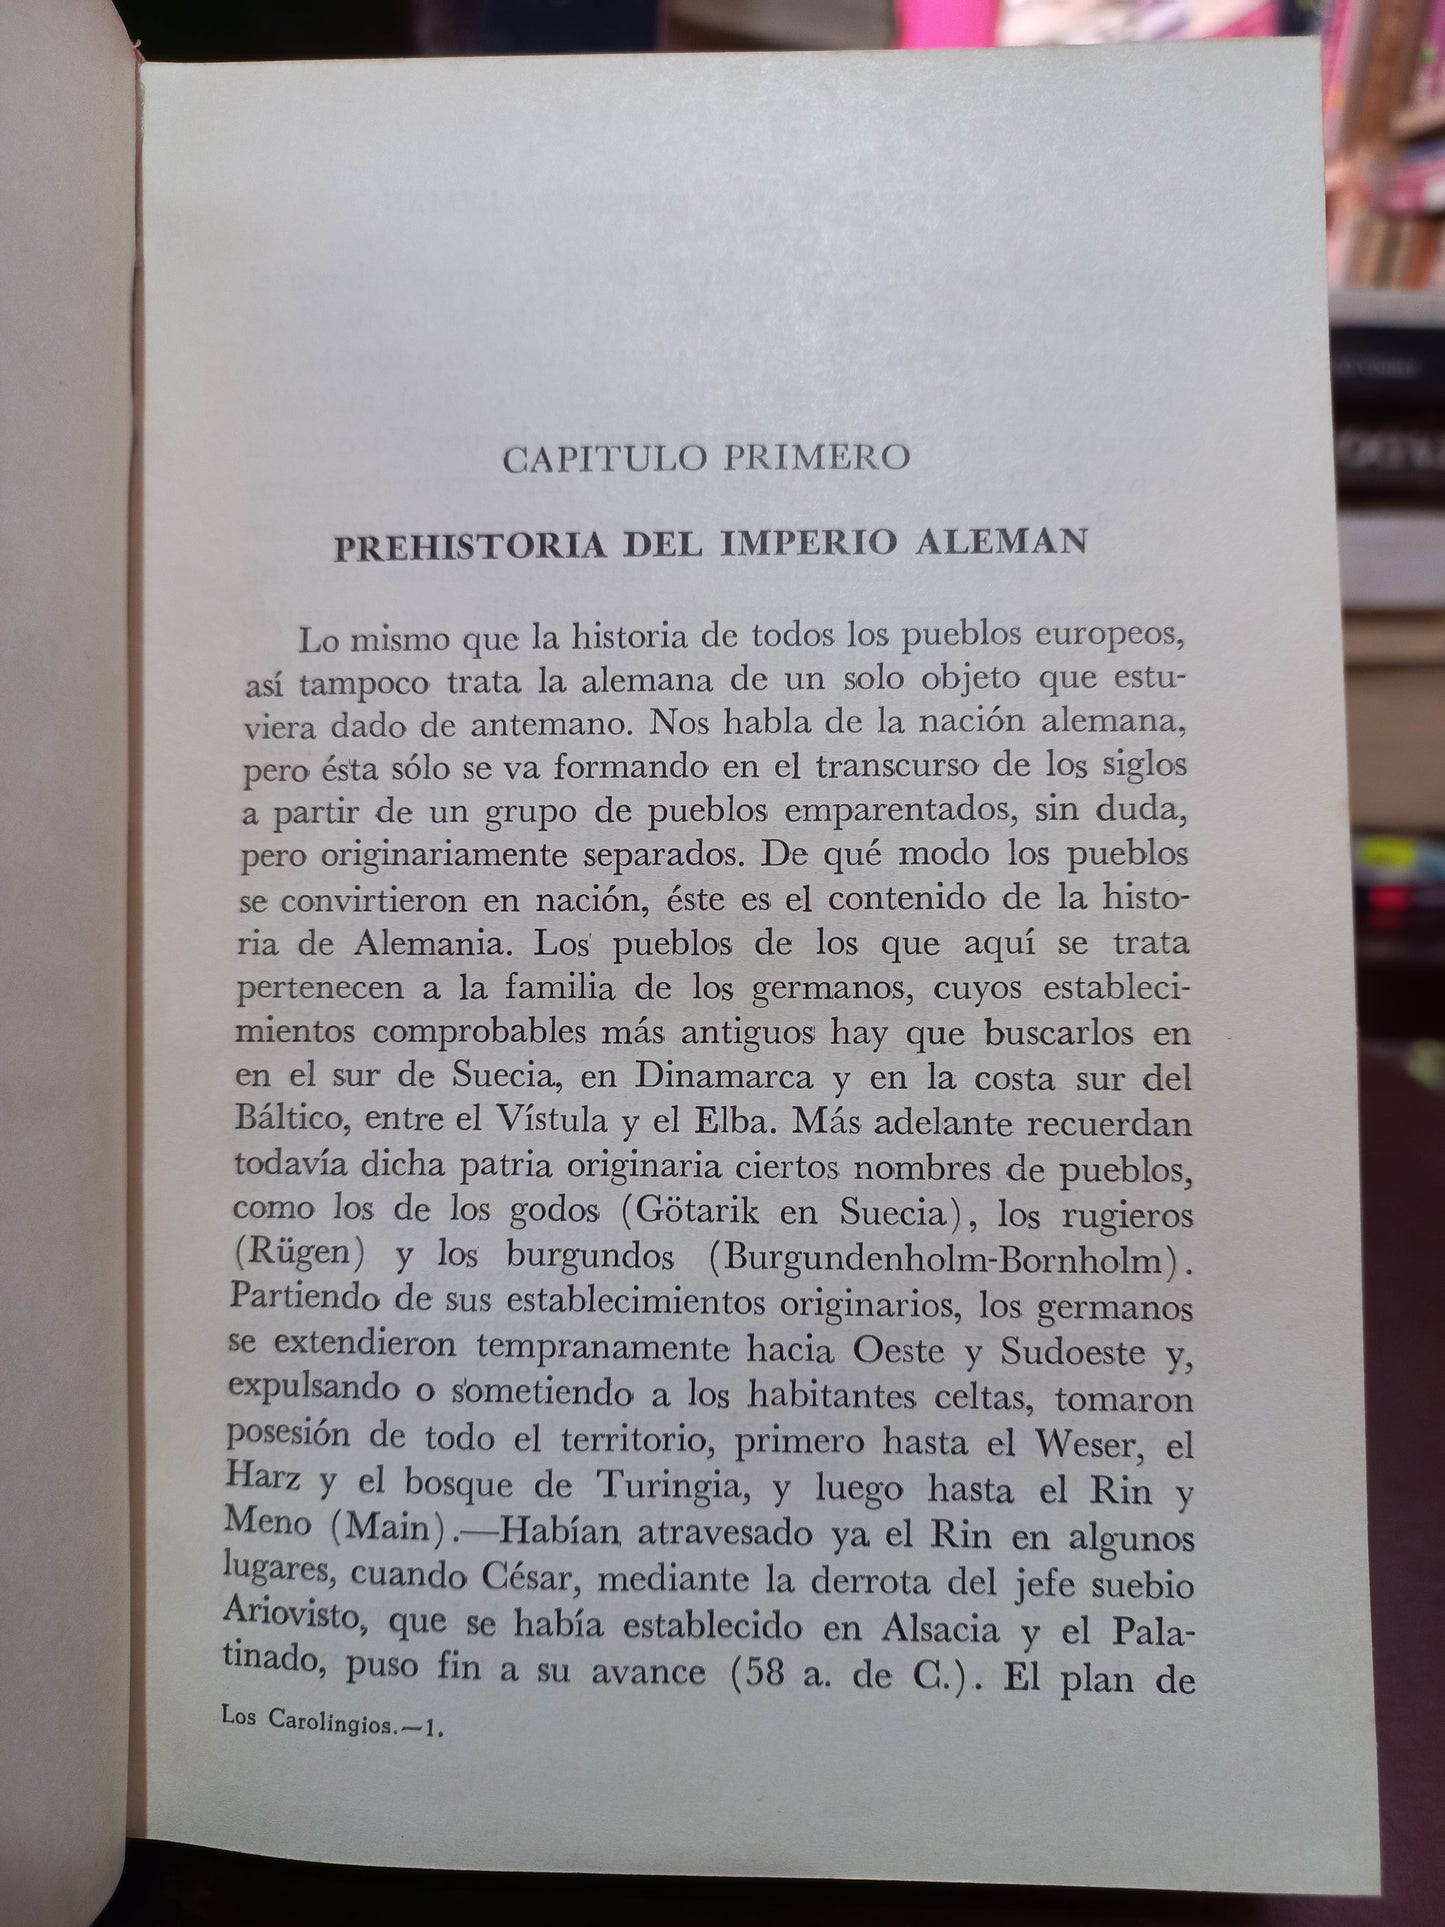 CAPITULO PRIMERO
PREHISTORIA DEL IMPERIO ALEMAN
Lo mismo que la historia de todos los pueblos europeos,
así tampoco trata la alemana de un solo objeto que estu-
viera dado de antemano. Nos habla de la nación alemana,
pero ésta sólo se va formando en el transcurso de los siglos
a partir de un grupo de pueblos emparentados, sin duda,
pero originariamente separados. De qué modo los pueblos
se convirtieron en nación, éste es el contenido de la histo-
ria de Alemania. Los pueblos de los que aquí se trata
pertenecen a la familia de los germanos, cuyos estableci-
mientos comprobables más antiguos hay que buscarlos en
en el sur de Suecia, en Dinamarca y en la costa sur del
Báltico, entre el Vístula y el Elba. Más adelante recuerdan
todavía dicha patria originaria ciertos nombres de pueblos,
como los de los godos (Götarik en Suecia), los rugieros
(Rügen) y los burgundos (Burgundenholm-Bornholm).
Partiendo de sus establecimientos originarios, los germanos
se extendieron tempranamente hacia Oeste y Sudoeste y,
expulsando o sometiendo a los habitantes celtas, tomaron
posesión de todo el territorio, primero hasta el Weser, el
Harz y el bosque de Turingia, y luego hasta el Rin y
Meno (Main).—Habían atravesado ya el Rin en algunos
lugares, cuando César, mediante la derrota del jefe suebio
Ariovisto, que se había establecido en Alsacia y el Pala-
tinado, puso fin a su avance (58 a. de C.). El plan de
Los Carolingios.—1.